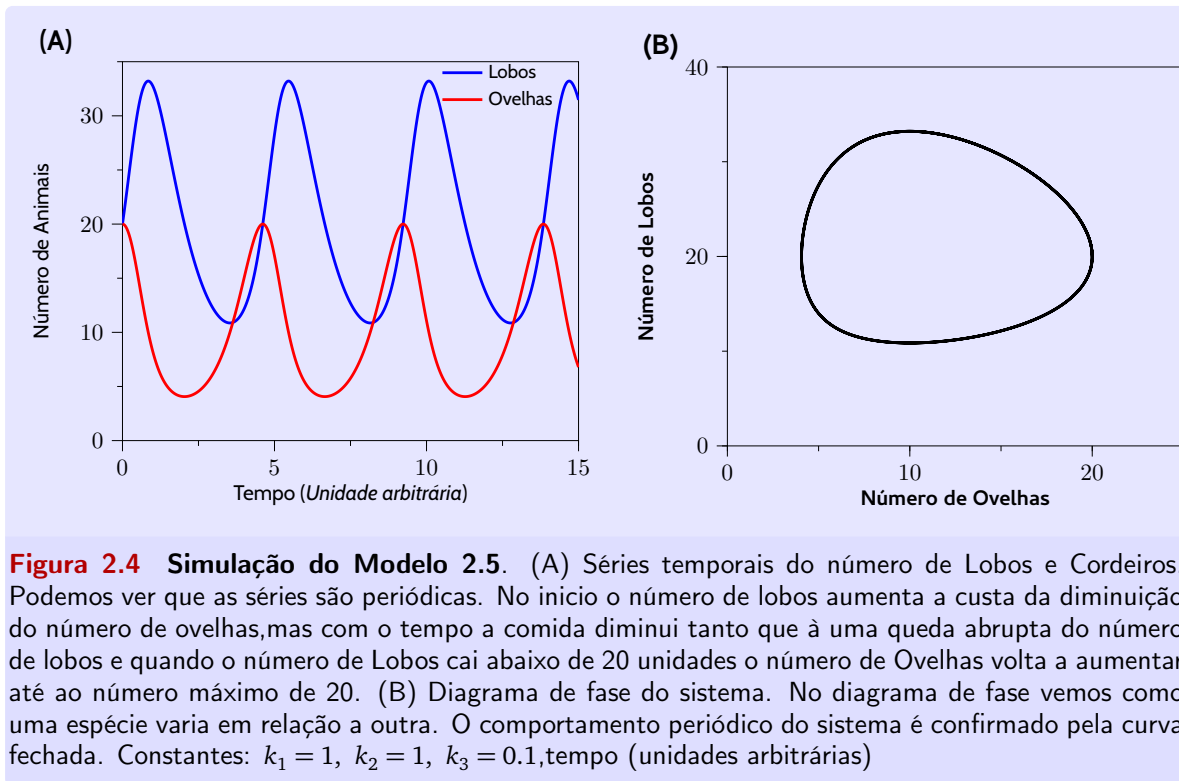 (A)
Lobos
Ovelhas
30
20
10
0
Número de Animais
0 5 10 15
Tempo (Unidade arbitrária)
(B)
40
20
0
Número de Lobos
0 10 20
Número de Ovelhas
Figura 2.4 Simulação do Modelo 2.5. (A) Séries temporais do número de Lobos e Cordeiros.
Podemos ver que as séries são periódicas. No inicio o número de lobos aumenta a custa da diminuição
do número de ovelhas,mas com o tempo a comida diminui tanto que à uma queda abrupta do número
de lobos e quando o número de Lobos cai abaixo de 20 unidades o número de Ovelhas volta a aumentar
até ao número máximo de 20. (B) Diagrama de fase do sistema. No diagrama de fase vemos como
uma espécie varia em relação a outra. O comportamento periódico do sistema é confirmado pela curva
fechada. Constantes: k₁ = 1, k₂ = 1, k₃ = 0.1,tempo (unidades arbitrárias)